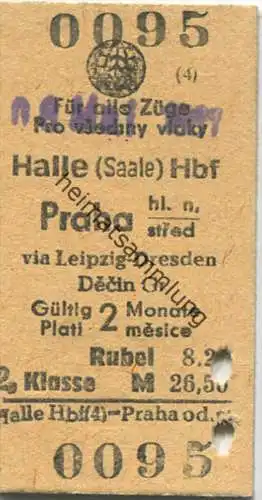 0095
(4)
Für alle Züge
Pro všechny vlaky
Halle (Saale) Hbf
Praha hl. n.
střed
via Leipzig-Dresden
Děčín
Gültig 2 Monate
Platí měsíce
Rubel 8.2
2. Klasse M 26,50
Halle Hbf(4)-Praha od.
0095
heimatsammlung